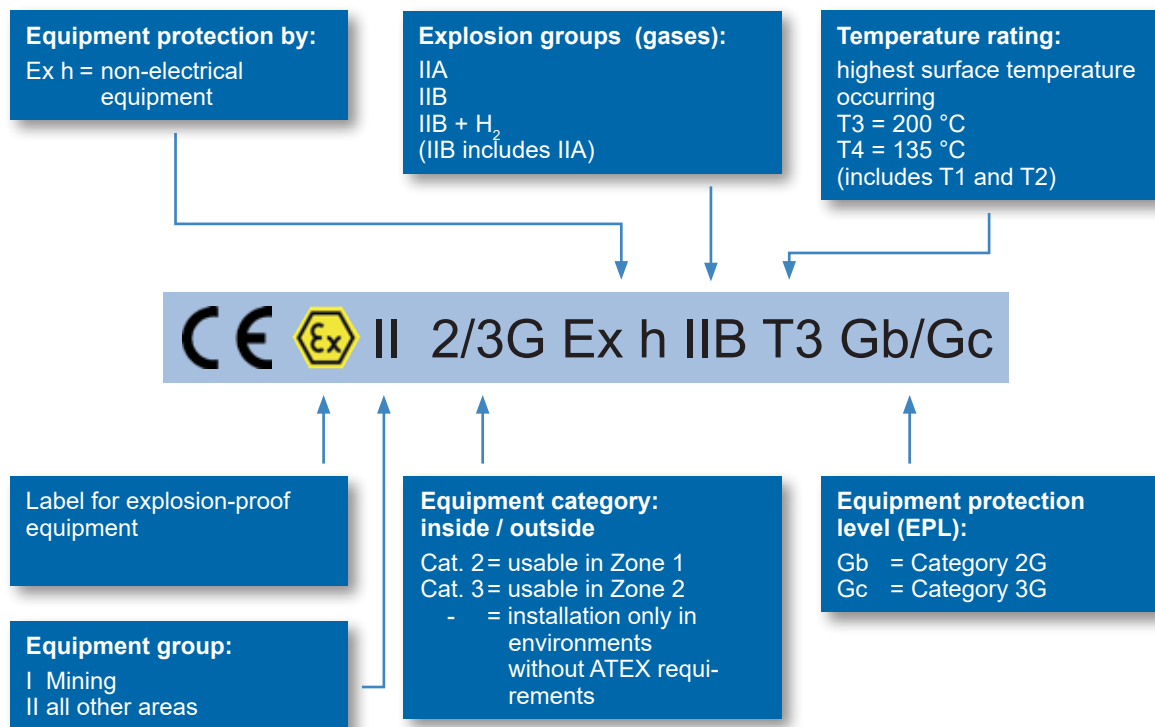 Equipment protection by:
Ex h = non-electrical
equipment
Explosion groups (gases):
IIA
IIB
IIB + H₂
(IIB includes IIA)
Temperature rating:
highest surface temperature
occurring
T3 = 200 °C
T4 = 135 °C
(includes T1 and T2)
CE Ex II 2/3G Ex h IIB T3 Gb/Gc
Label for explosion-proof
equipment
Equipment group:
I Mining
II all other areas
Equipment category:
inside / outside
Cat. 2 = usable in Zone 1
Cat. 3 = usable in Zone 2
- = installation only in
environments
without ATEX requi-
rements
Equipment protection
level (EPL):
Gb = Category 2G
Gc = Category 3G